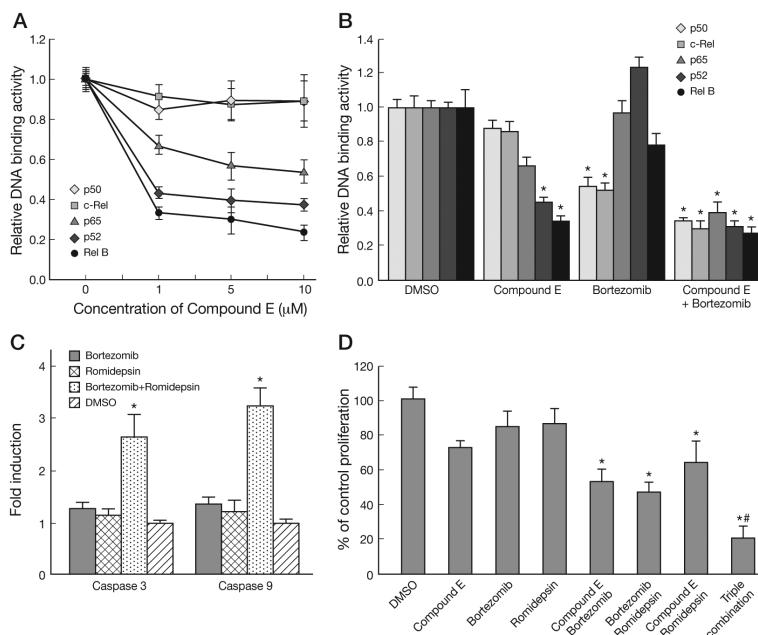 A
Relative DNA binding activity
1.2
1.0
0.8
0.6
0.4
0.2
0.0
p50
c-Rel
p65
p52
Rel B
0
1
5
10
Concentration of Compound E (μM)
B
Relative DNA binding activity
1.4
1.2
1.0
0.8
0.6
0.4
0.2
0.0
p50
c-Rel
p65
p52
Rel B
* *
* *
* * * * *
DMSO
Compound E
Bortezomib
Compound E
+ Bortezomib
C
Fold induction
4
3
2
1
0
Bortezomib
Romidepsin
Bortezomib+Romidepsin
DMSO
*
*
Caspase 3
Caspase 9
D
% of control proliferation
120
100
80
60
40
20
0
*
*
*
*#
DMSO
Compound E
Bortezomib
Romidepsin
Compound E
Bortezomib
Bortezomib
Romidepsin
Compound E
Romidepsin
Triple
combination